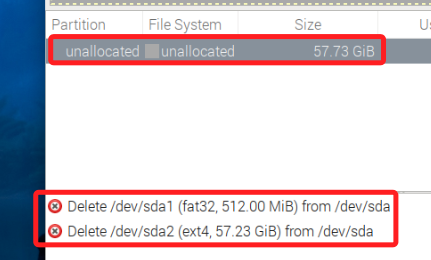 Partition File System Size
unallocated unallocated 57.73 GiB
Delete /dev/sda1 (fat32, 512.00 MiB) from /dev/sda
Delete /dev/sda2 (ext4, 57.23 GiB) from /dev/sda